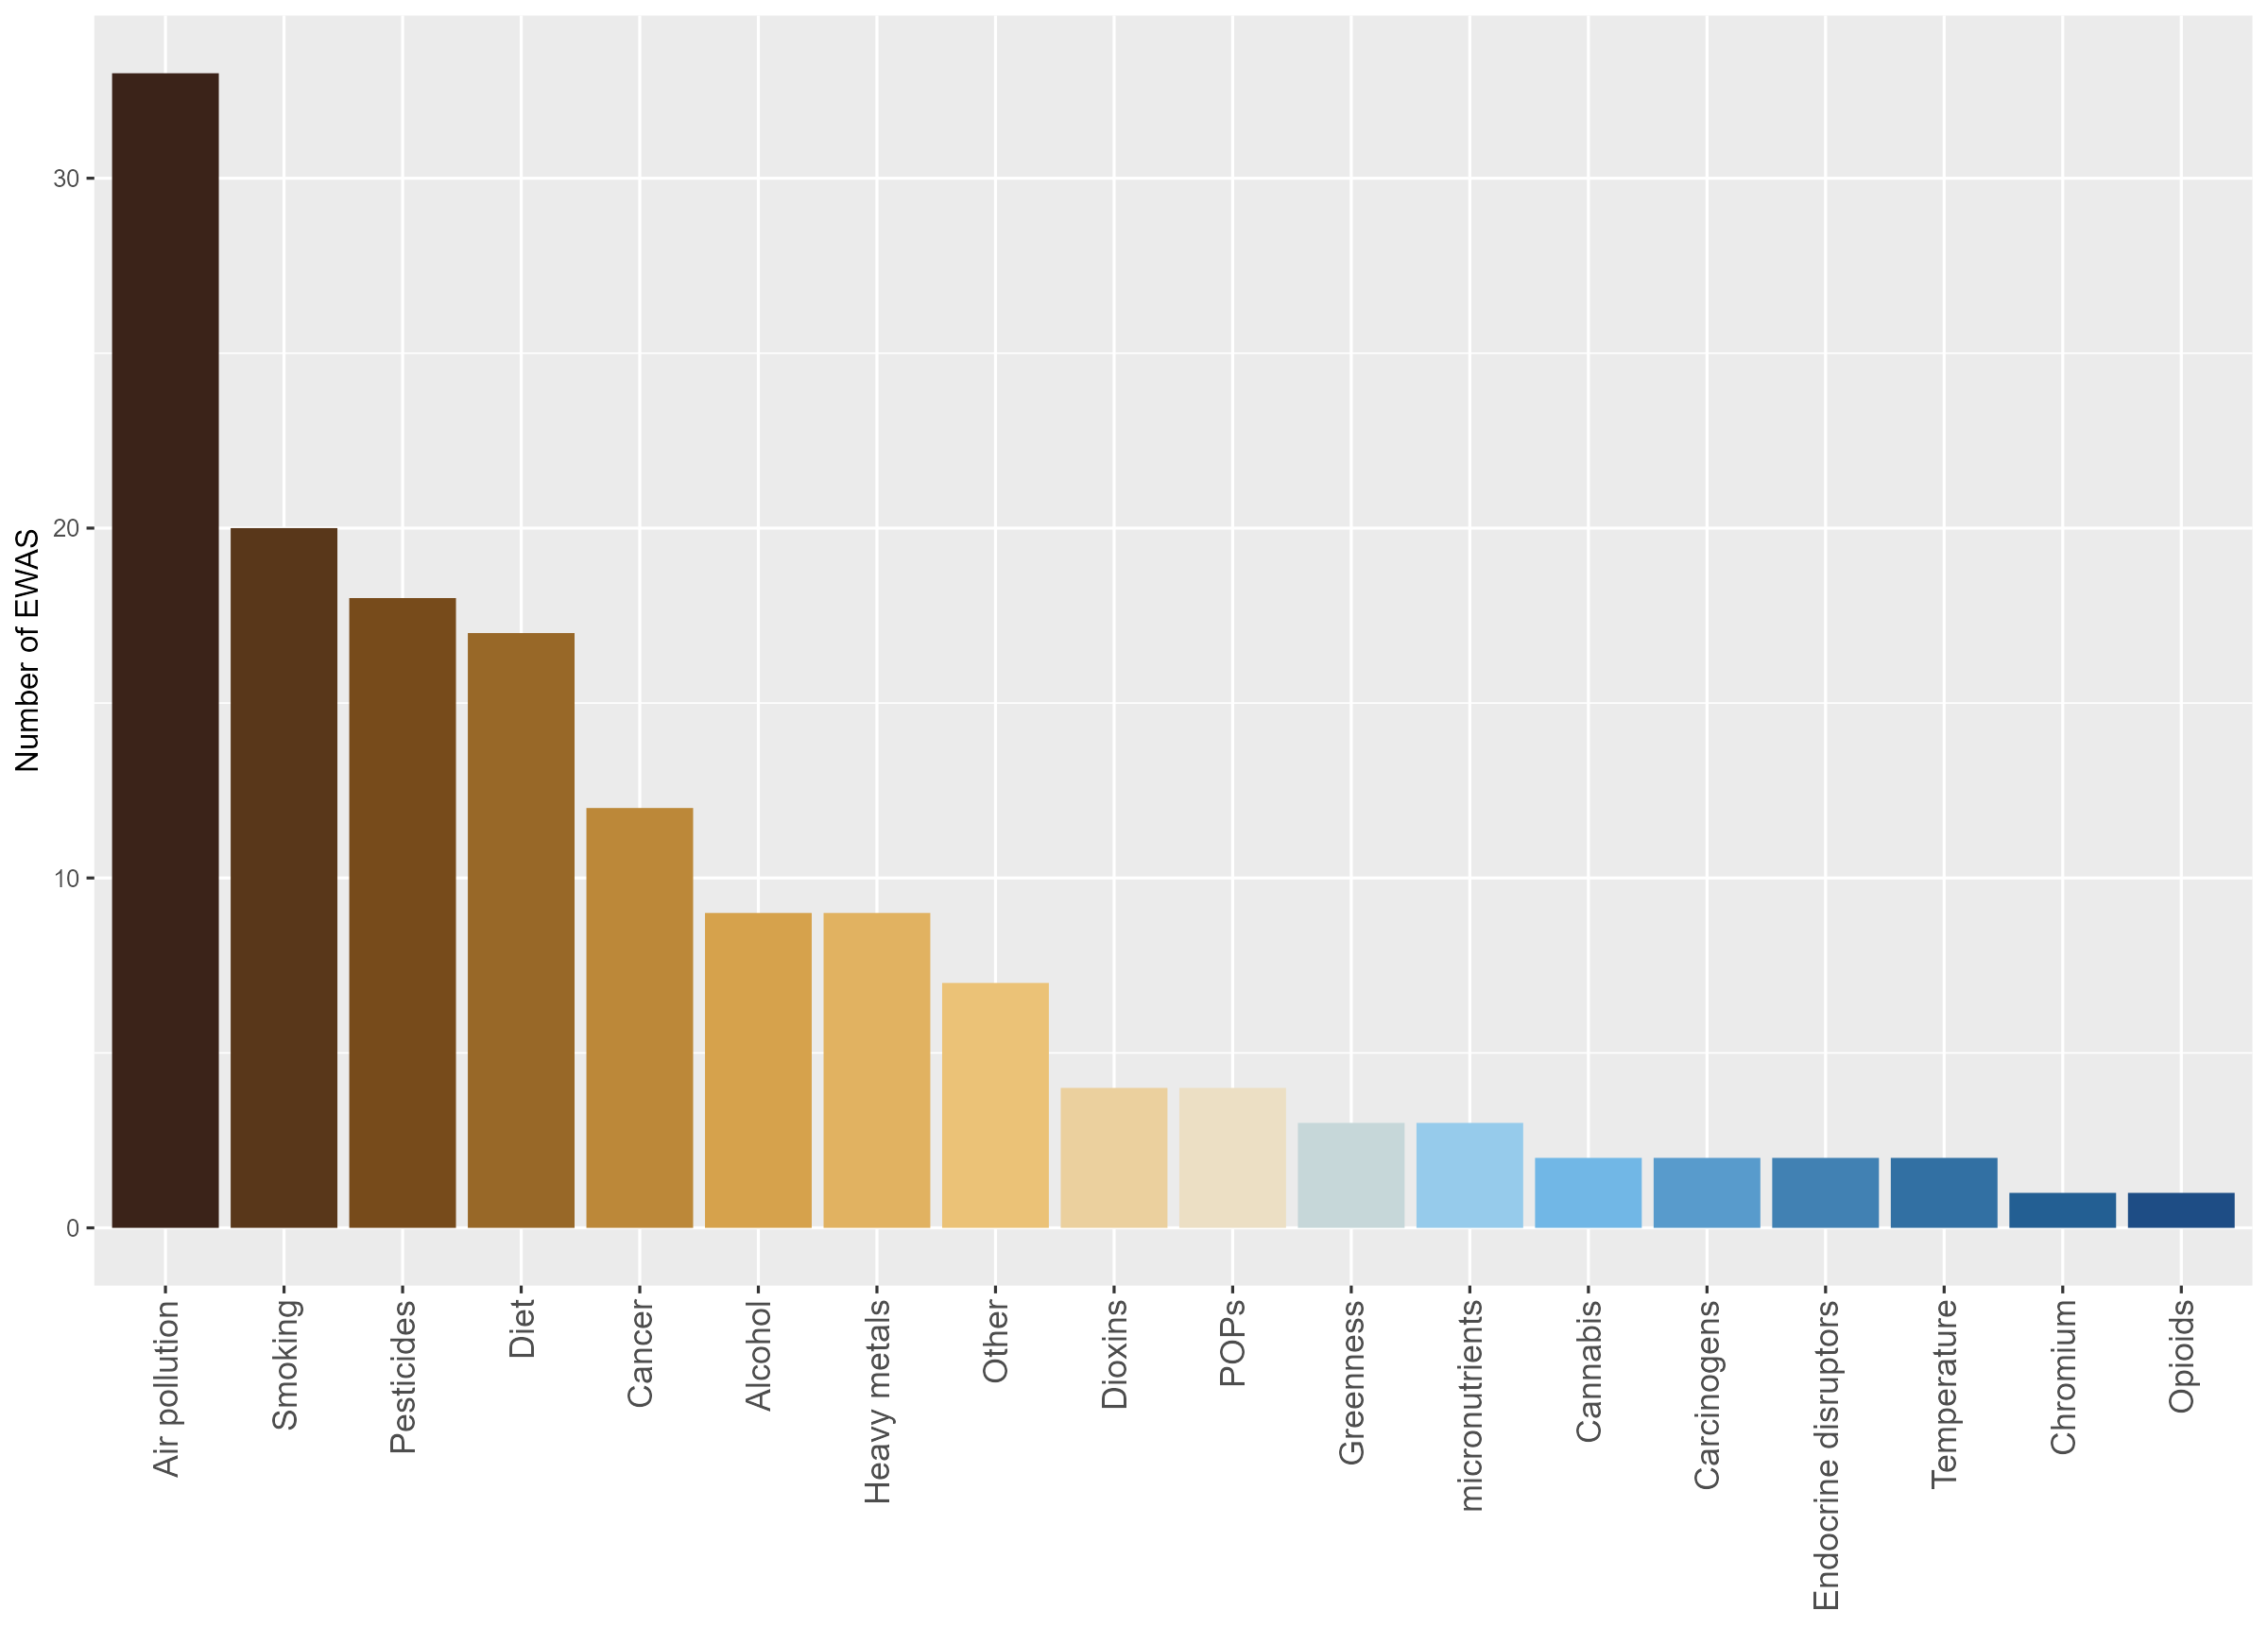 Number of EWAS
30
20
10
0
Air pollution
Smoking
Pesticides
Diet
Cancer
Alcohol
Heavy metals
Other
Dioxins
POPs
Greenness
micronutrients
Cannabis
Carcinogens
Endocrine disruptors
Temperature
Chromium
Opioids